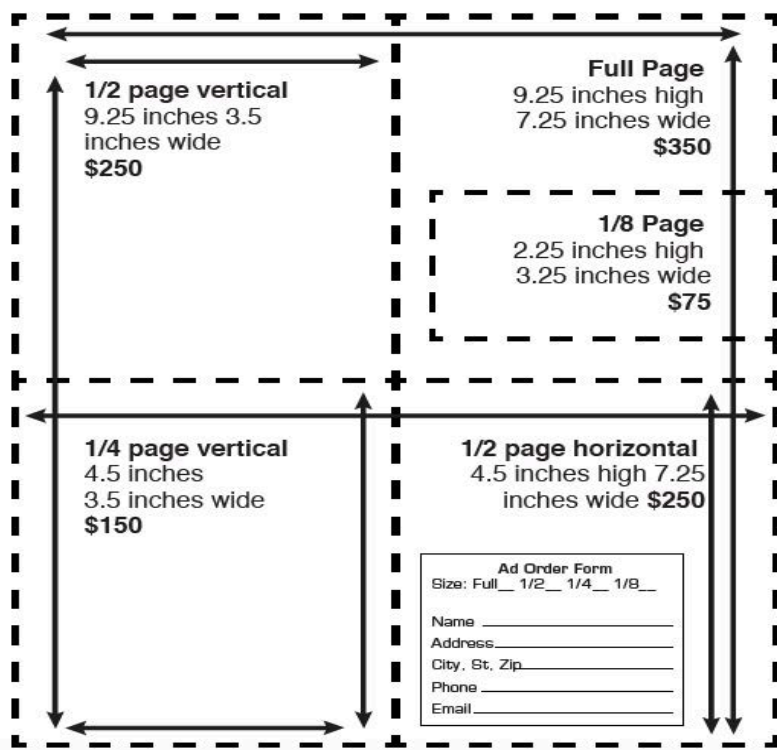 1/2 page vertical
9.25 inches 3.5
inches wide
$250
Full Page
9.25 inches high
7.25 inches wide
$350
1/8 Page
2.25 inches high
3.25 inches wide
$75
1/4 page vertical
4.5 inches
3.5 inches wide
$150
1/2 page horizontal
4.5 inches high 7.25
inches wide $250
Ad Order Form
Size: Full__ 1/2__ 1/4__ 1/8__
Name
Address
City, St, Zip
Phone
Email